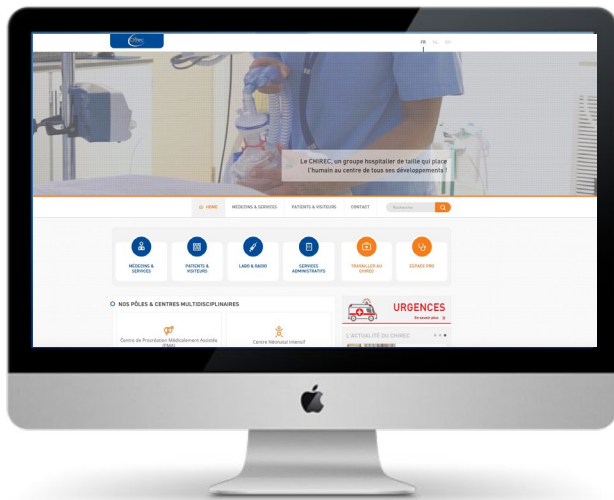 Chirec
FR NL EN
Le CHIREC, un groupe hospitalier de taille qui place
l'humain au centre de tous ses développements !
HOME MÉDECINS & SERVICES PATIENTS & VISITEURS CONTACT Recherche
MÉDECINS &
SERVICES
PATIENTS &
VISITEURS
LABO & RADIO
SERVICES
ADMINISTRATIFS
TRAVAILLER AU
CHIREC
ESPACE PRO
NOS PÔLES & CENTRES MULTIDISCIPLINAIRES
URGENCES
En savoir plus
Centre de Procréation Médicalement Assistée
(PMA)
Centre Néonatal Intensif
L'ACTUALITÉ DU CHIREC